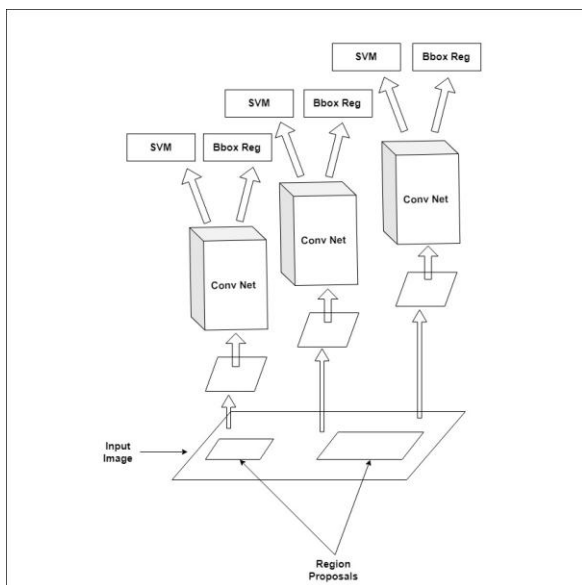 SVM
Bbox Reg
SVM
Bbox Reg
SVM
Bbox Reg
Conv Net
Conv Net
Conv Net
Input
Image
Region
Proposals